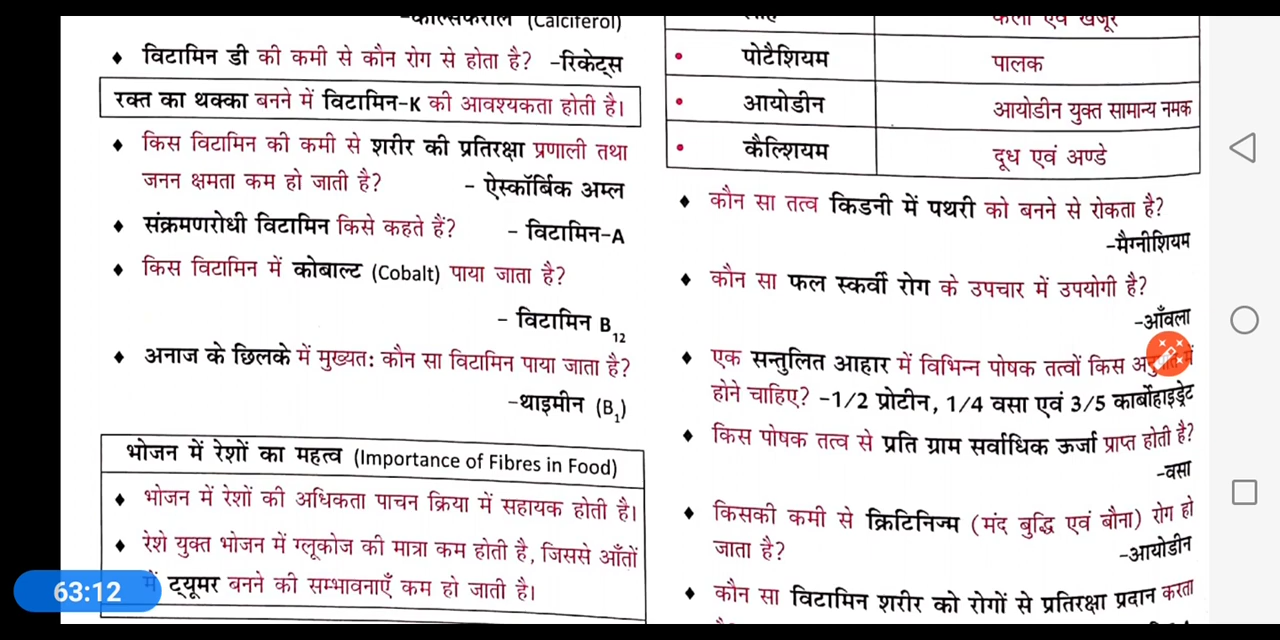 (Calciferol)
♦ विटामिन डी की कमी से कौन रोग से होता है? -रिकेट्स
रक्त का थक्का बनने में विटामिन-K की आवश्यकता होती है।
♦ किस विटामिन की कमी से शरीर की प्रतिरक्षा प्रणाली तथा
जनन क्षमता कम हो जाती है? - ऐस्कॉर्बिक अम्ल
♦ संक्रमणरोधी विटामिन किसे कहते हैं? - विटामिन-A
♦ किस विटामिन में कोबाल्ट (Cobalt) पाया जाता है?
- विटामिन B12
♦ अनाज के छिलके में मुख्यत: कौन सा विटामिन पाया जाता है?
-थाइमीन (B1)
भोजन में रेशों का महत्व (Importance of Fibres in Food)
♦ भोजन में रेशों की अधिकता पाचन क्रिया में सहायक होती है।
♦ रेशे युक्त भोजन में ग्लूकोज की मात्रा कम होती है, जिससे आँतों
में ट्यूमर बनने की सम्भावनाएँ कम हो जाती है।
63:12
केला एवं खजूर
• पोटैशियम पालक
• आयोडीन आयोडीन युक्त सामान्य नमक
• कैल्शियम दूध एवं अण्डे
♦ कौन सा तत्व किडनी में पथरी को बनने से रोकता है?
-मैग्नीशियम
♦ कौन सा फल स्कर्वी रोग के उपचार में उपयोगी है?
-आँवला
♦ एक सन्तुलित आहार में विभिन्न पोषक तत्वों किस में
होने चाहिए? -1/2 प्रोटीन, 1/4 वसा एवं 3/5 कार्बोहाइड्रेट
♦ किस पोषक तत्व से प्रति ग्राम सर्वाधिक ऊर्जा प्राप्त होती है?
-वसा
♦ किसकी कमी से क्रिटिनिज्म (मंद बुद्धि एवं बौना) रोग हो
जाता है? -आयोडीन
♦ कौन सा विटामिन शरीर को रोगों से प्रतिरक्षा प्रदान करता